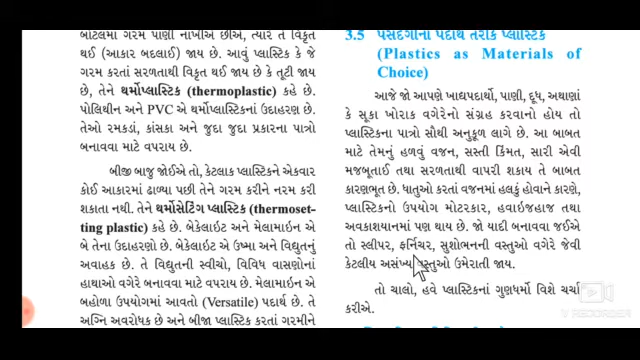 બોટલમાં ગરમ પાણી નાખીએ છીએ, ત્યારે તે વિકૃત
થઈ (આકાર બદલાઈ) જાય છે. આવું પ્લાસ્ટિક કે જે
ગરમ કરતાં સરળતાથી વિકૃત થઈ જાય છે કે તૂટી જાય
છે, તેને થર્મોપ્લાસ્ટિક (thermoplastic) કહે છે.
પોલિથીન અને PVC એ થર્મોપ્લાસ્ટિકનાં ઉદાહરણ છે.
તેઓ રમકડાં, કાંસકા અને જુદા જુદા પ્રકારના પાત્રો
બનાવવા માટે વપરાય છે.
બીજી બાજુ જોઈએ તો, કેટલાક પ્લાસ્ટિકને એકવાર
કોઈ આકારમાં ઢાળ્યા પછી તેને ગરમ કરીને નરમ કરી
શકાતા નથી. તેને થર્મોસેટિંગ પ્લાસ્ટિક (thermoset-
ting plastic) કહે છે. બેકેલાઇટ અને મેલામાઇન એ
બે તેના ઉદાહરણો છે. બેકેલાઇટ એ ઉષ્મા અને વિદ્યુતનું
અવાહક છે. તે વિદ્યુતની સ્વીચો, વિવિધ વાસણોનાં
હાથાઓ વગેરે બનાવવા માટે વપરાય છે. મેલામાઇન એ
બહોળા ઉપયોગમાં આવતો (Versatile) પદાર્થ છે. તે
અગ્નિ અવરોધક છે અને બીજા પ્લાસ્ટિક કરતાં ગરમીને
3.5 પસંદગીના પદાર્થ તરીકે પ્લાસ્ટિક
(Plastics as Materials of
Choice)
આજે જો આપણે ખાદ્યપદાર્થો, પાણી, દૂધ, અથાણાં
કે સૂકા ખોરાક વગેરેનો સંગ્રહ કરવાનો હોય તો
પ્લાસ્ટિકના પાત્રો સૌથી અનુકૂળ લાગે છે. આ બાબત
માટે તેમનું હળવું વજન, સસ્તી કિંમત, સારી એવી
મજબૂતાઈ તથા સરળતાથી વાપરી શકાય તે બાબત
કારણભૂત છે. ધાતુઓ કરતાં વજનમાં હલકું હોવાને કારણે,
પ્લાસ્ટિકનો ઉપયોગ મોટરકાર, હવાઇજહાજ તથા
અવકાશયાનમાં પણ થાય છે. જો યાદી બનાવવા જઈએ
તો સ્લીપર, ફર્નિચર, સુશોભનની વસ્તુઓ વગેરે જેવી
કેટલીય અસંખ્ય વસ્તુઓ ઉમેરાતી જાય.
તો ચાલો, હવે પ્લાસ્ટિકનાં ગુણધર્મો વિશે ચર્ચા
કરીએ.